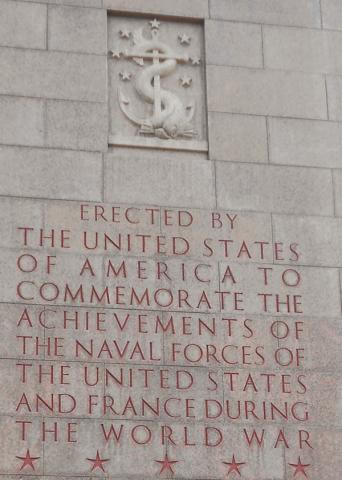 ERECTED BY
THE UNITED STATES
OF AMERICA TO
COMMEMORATE THE
ACHIEVEMENTS OF
THE NAVAL FORCES OF
THE UNITED STATES
AND FRANCE DURING
THE WORLD WAR